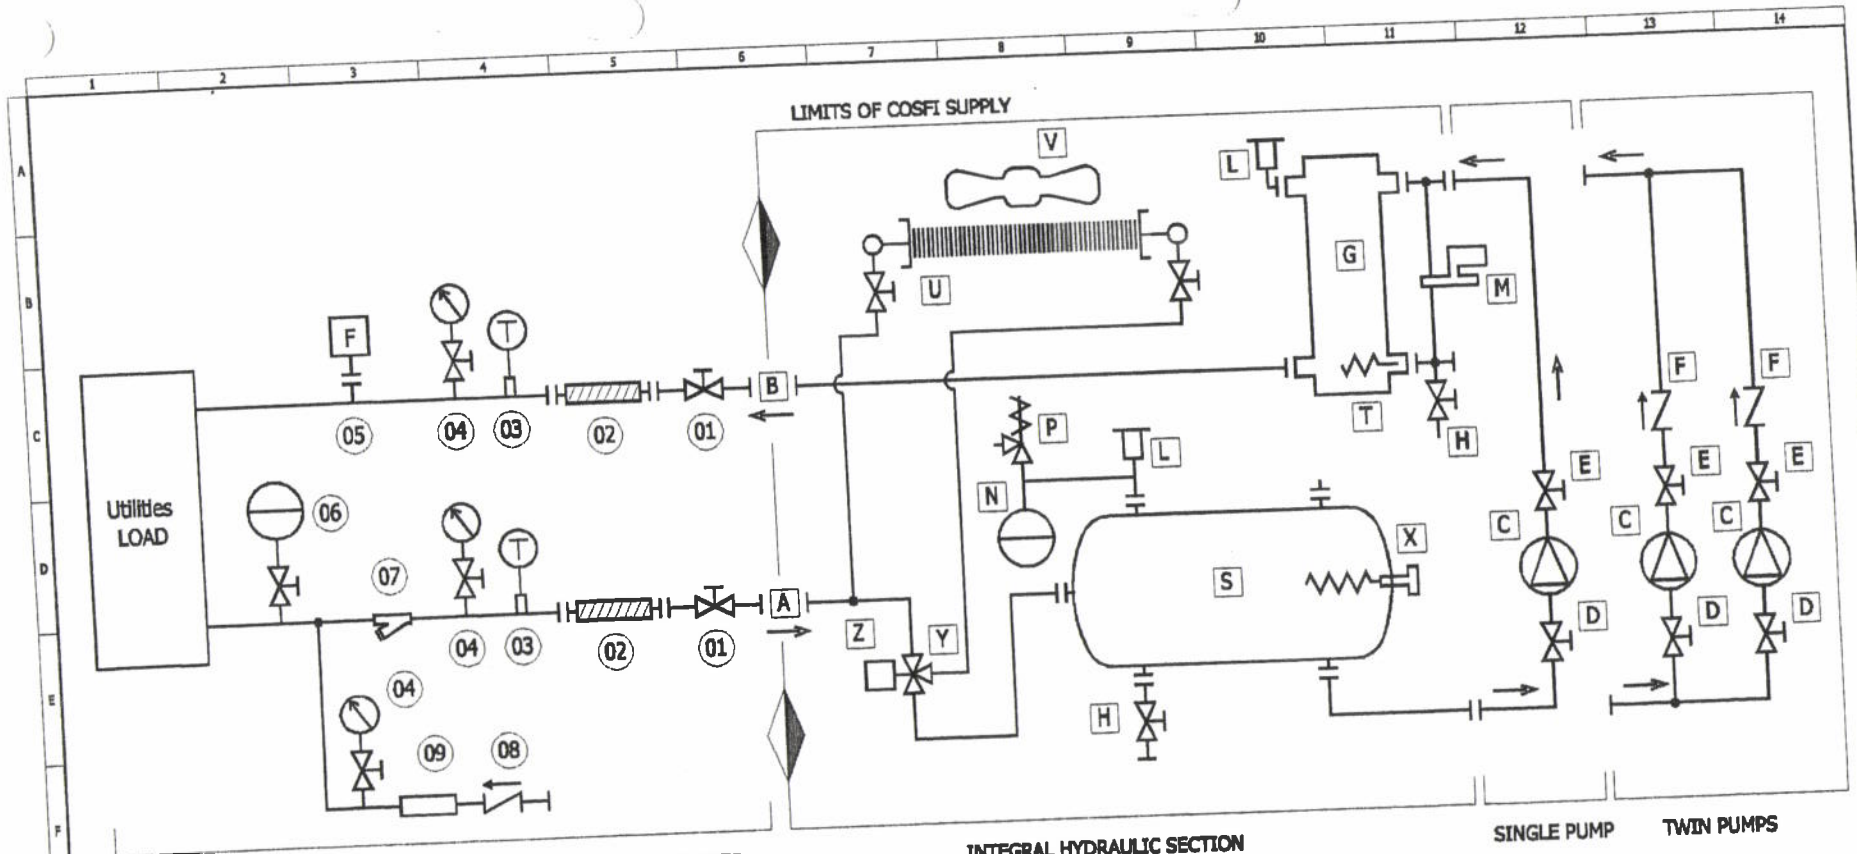 1 2 3 4 5 6 7 8 9 10 11 12 13 14
LIMITS OF COSFI SUPPLY
A
V
L
G
U
M
B
F
T
B
F
F
T
H
C
05
04
03
02
01
P
L
N
E
E
E
Utilities
LOAD
06
X
C
C
C
D
07
T
S
A
D
D
D
Z
Y
04
03
02
01
E
04
H
09
08
F
SINGLE PUMP
TWIN PUMPS
INTEGRAL HYDRAULIC SECTION